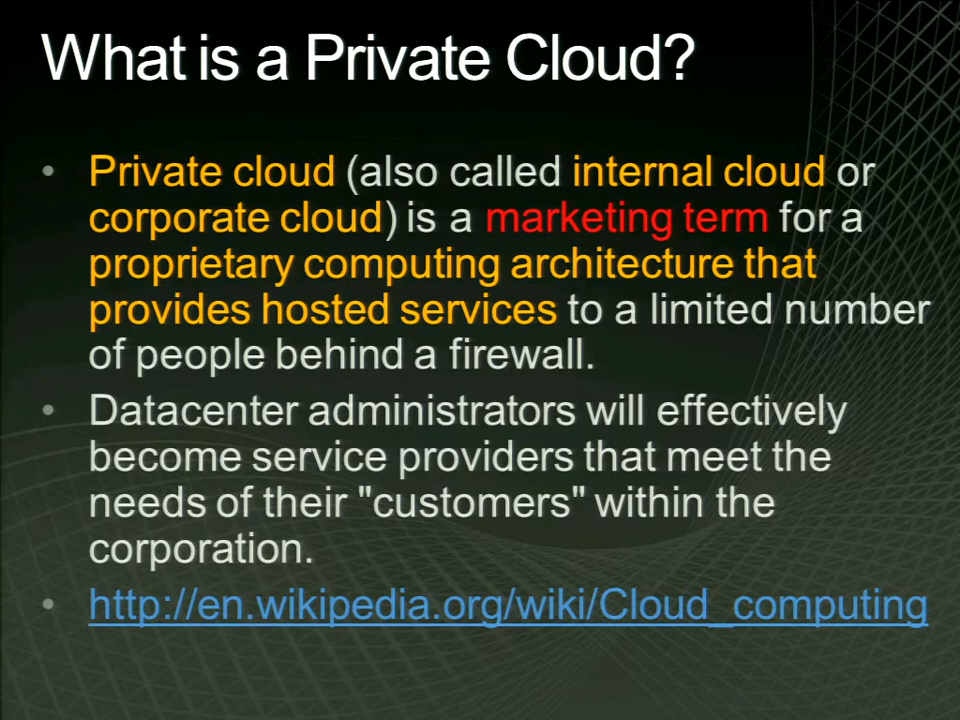 What is a Private Cloud?
• Private cloud (also called internal cloud or
corporate cloud) is a marketing term for a
proprietary computing architecture that
provides hosted services to a limited number
of people behind a firewall.
• Datacenter administrators will effectively
become service providers that meet the
needs of their "customers" within the
corporation.
• http://en.wikipedia.org/wiki/Cloud_computing